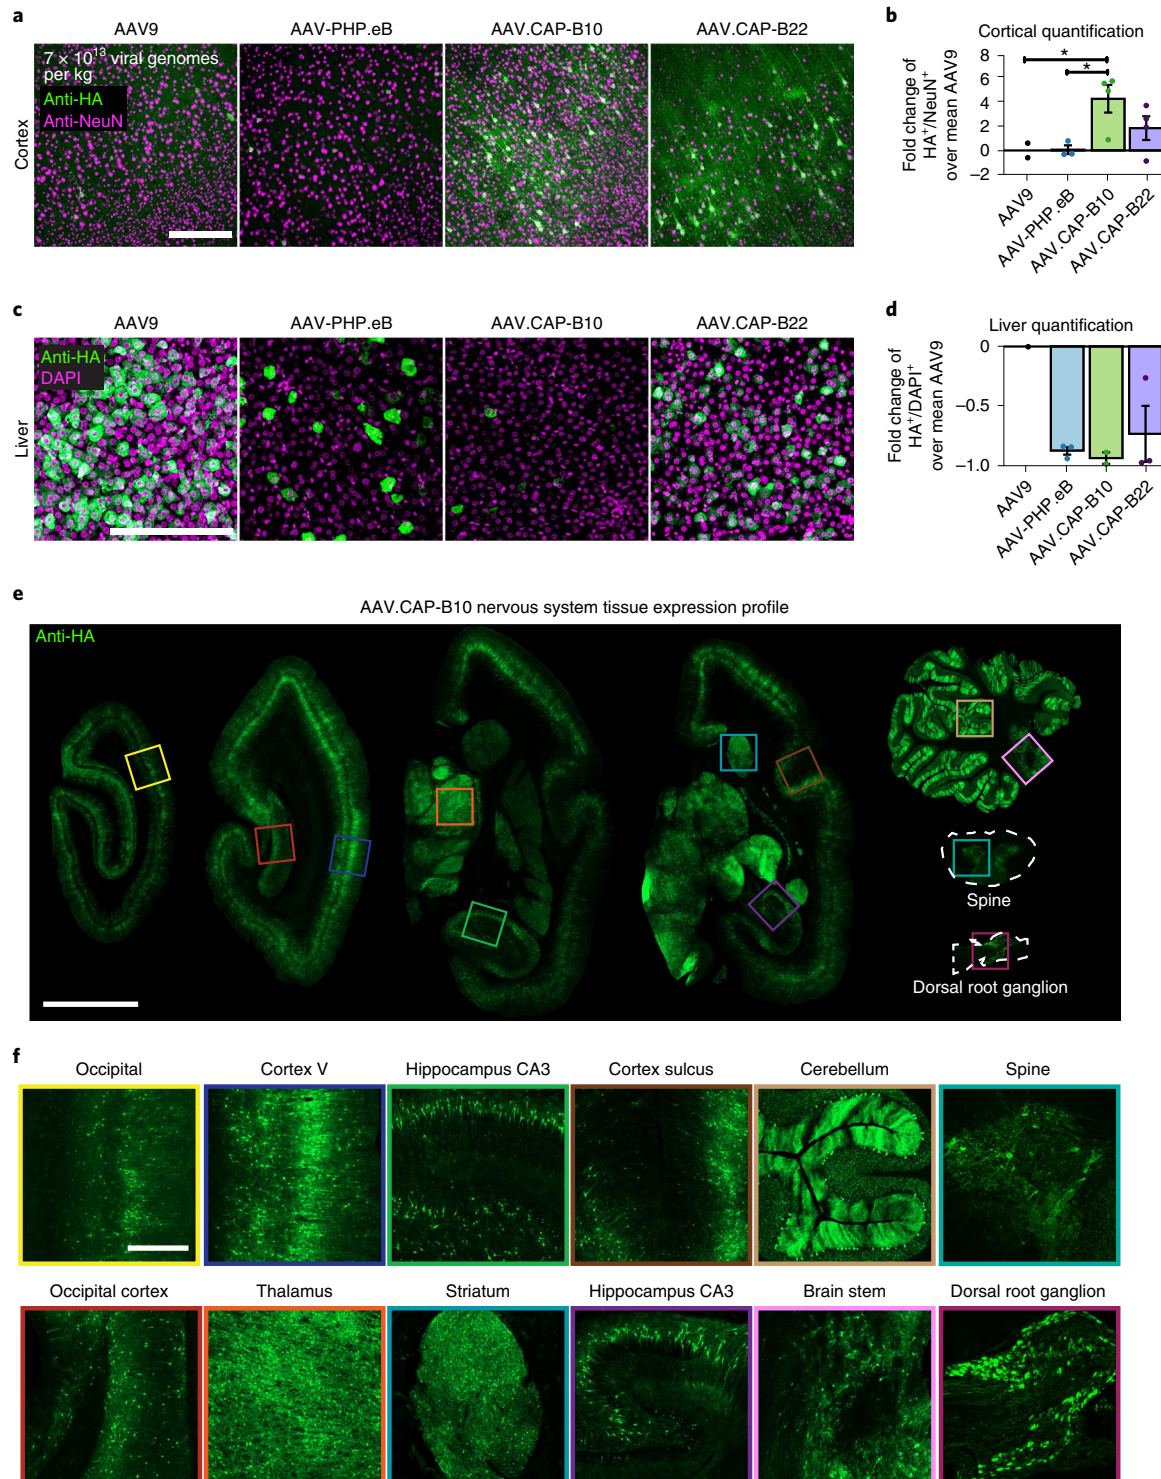 a
AAV9
AAV-PHP.eB
AAV.CAP-B10
AAV.CAP-B22
7 × 10¹³ viral genomes
per kg
Anti-HA
Anti-NeuN
Cortex
b
Cortical quantification
Fold change of
HA⁺/NeuN⁺
over mean AAV9
8
6
4
2
0
–2
*
*
AAV9
AAV-PHP.eB
AAV.CAP-B10
AAV.CAP-B22
c
AAV9
AAV-PHP.eB
AAV.CAP-B10
AAV.CAP-B22
Anti-HA
DAPI
Liver
d
Liver quantification
Fold change of
HA⁺/DAPI⁺
over mean AAV9
0
–0.5
–1.0
AAV9
AAV-PHP.eB
AAV.CAP-B10
AAV.CAP-B22
e
AAV.CAP-B10 nervous system tissue expression profile
Anti-HA
Spine
Dorsal root ganglion
f
Occipital
Cortex V
Hippocampus CA3
Cortex sulcus
Cerebellum
Spine
Occipital cortex
Thalamus
Striatum
Hippocampus CA3
Brain stem
Dorsal root ganglion